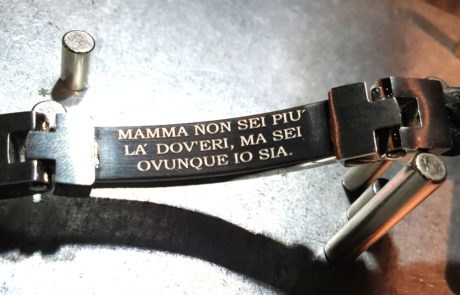 MAMMA NON SEI PIU'
LA' DOV'ERI, MA SEI
OVUNQUE IO SIA.